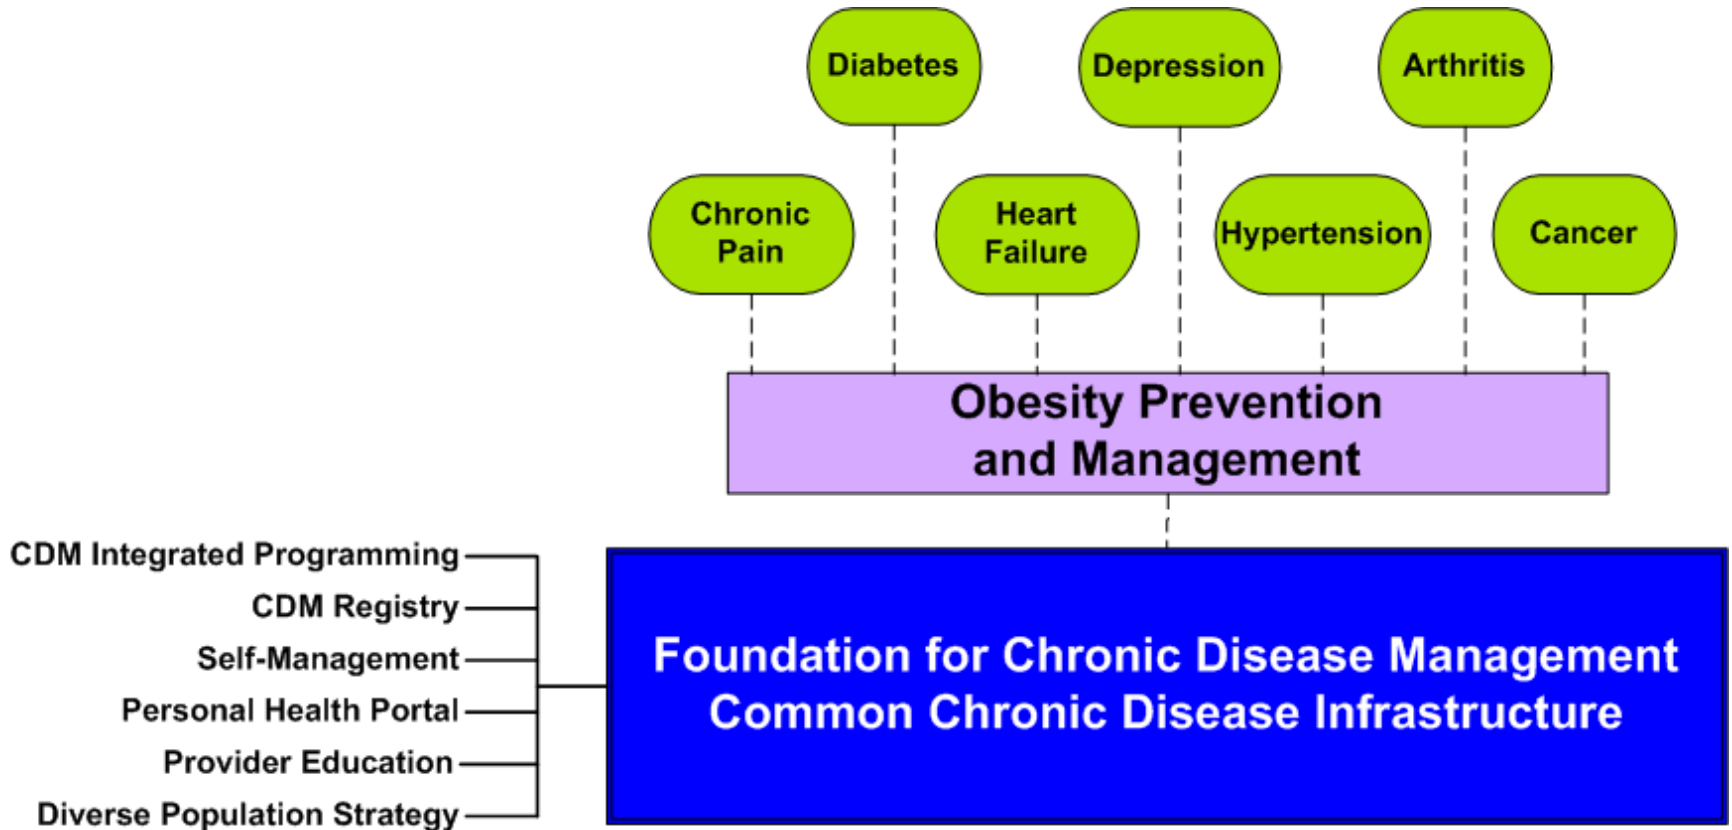 Diabetes
Depression
Arthritis
Chronic
Pain
Heart
Failure
Hypertension
Cancer
Obesity Prevention
and Management
CDM Integrated Programming
CDM Registry
Self-Management
Personal Health Portal
Provider Education
Diverse Population Strategy
Foundation for Chronic Disease Management
Common Chronic Disease Infrastructure